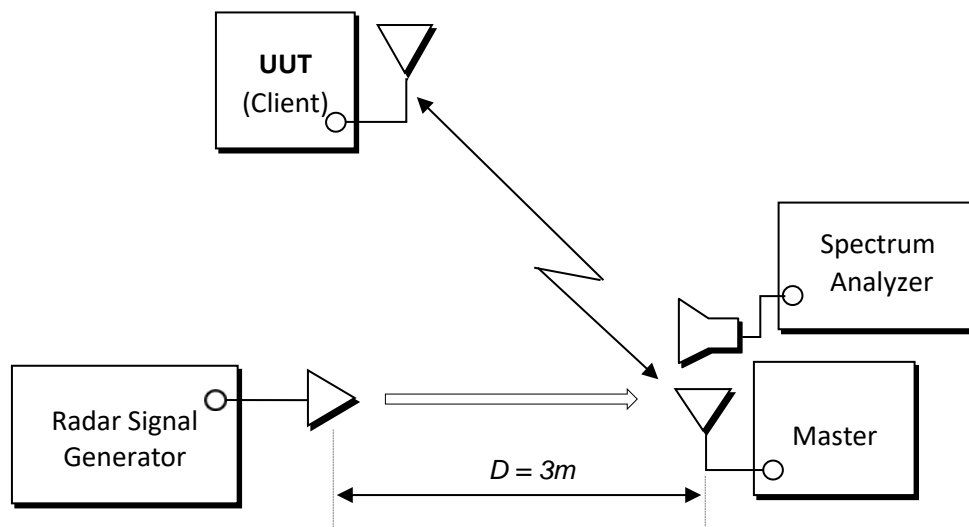 UUT
(Client)
Spectrum
Analyzer
Radar Signal
Generator
Master
D = 3m